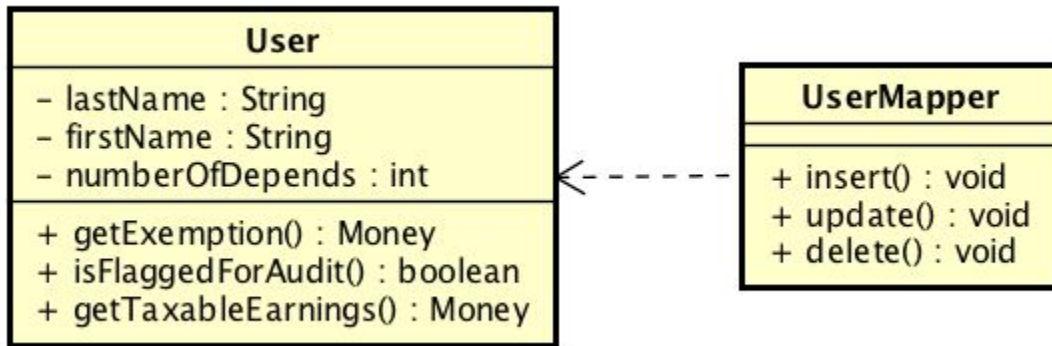 User
– lastName : String
– firstName : String
– numberOfDepends : int
+ getExemption() : Money
+ isFlaggedForAudit() : boolean
+ getTaxableEarnings() : Money
UserMapper
+ insert() : void
+ update() : void
+ delete() : void